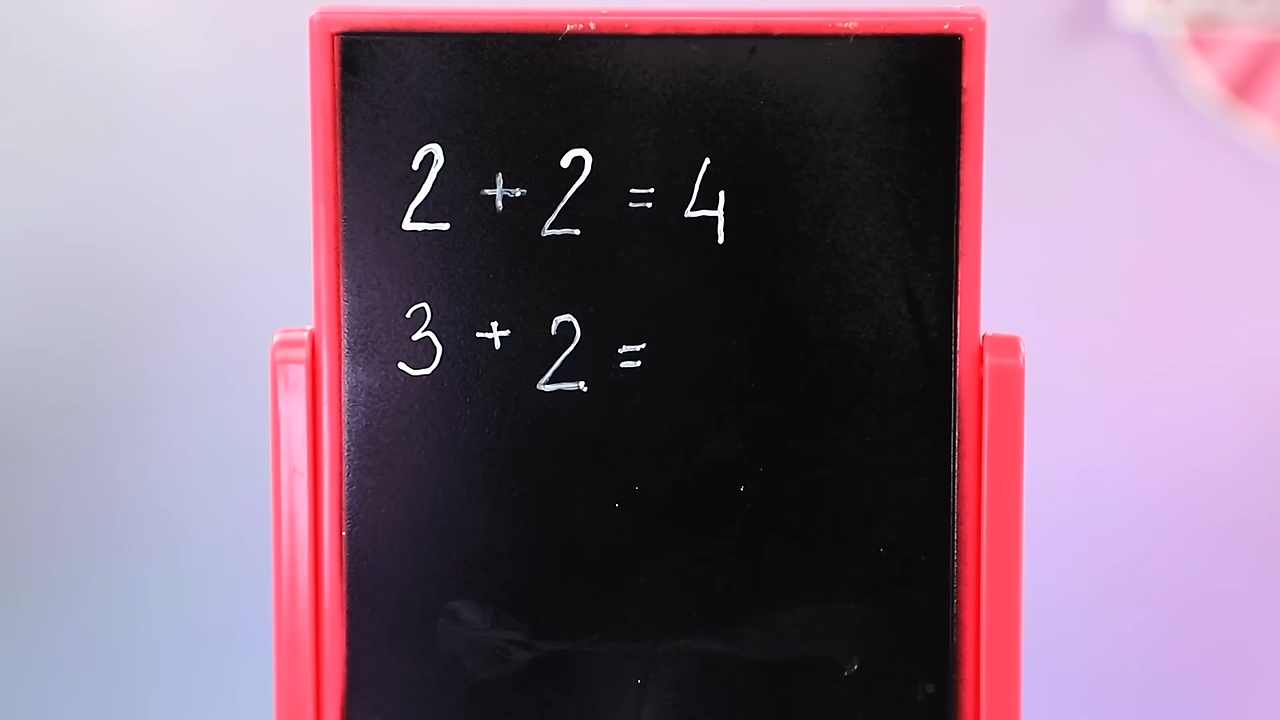 2 + 2 = 4
3 + 2 =